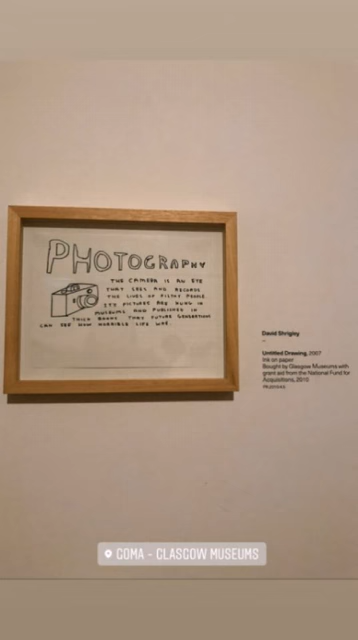 PHOTOGRAPHY
THE CAMERA IS AN EYE
THAT SEES AND RECORDS
THE LIVES OF FILTHY PEOPLE.
ITS PICTURES ARE HUNG IN
MUSEUMS AND PUBLISHED IN
THICK BOOKS THAT FUTURE GENERATIONS
CAN SEE HOW HORRIBLE LIFE WAS.
David Shrigley
Untitled Drawing, 2007
Ink on paper
Bought by Glasgow Museums with
grant aid from the National Fund for
Acquisitions, 2015
GOMA - GLASGOW MUSEUMS